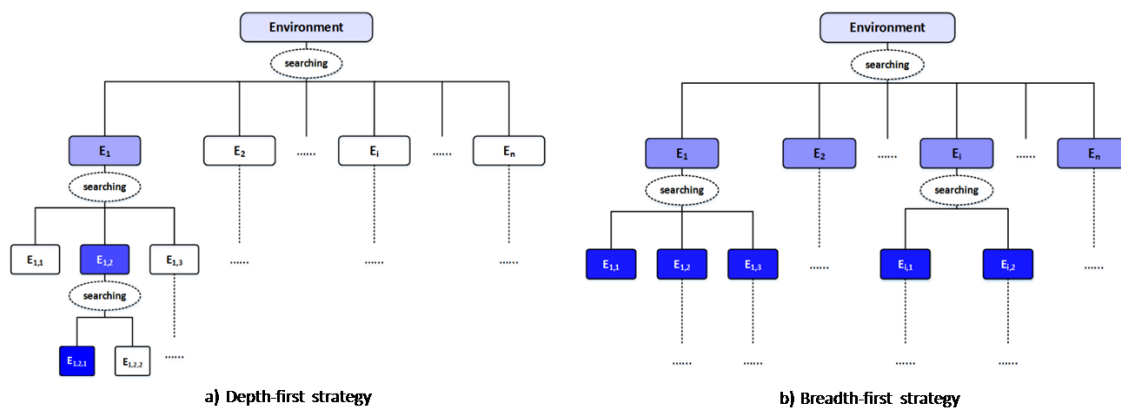 Environment
searching
E1 E2 ...... Ei ...... En
searching
E1,1 E1,2 E1,3 ...... ...... ......
searching
E1,2,1 E1,2,2 ......
a) Depth-first strategy
Environment
searching
E1 E2 ...... Ei ...... En
searching searching
E1,1 E1,2 E1,3 ...... Ei,1 Ei,2 ......
...... ...... ...... ......
b) Breadth-first strategy